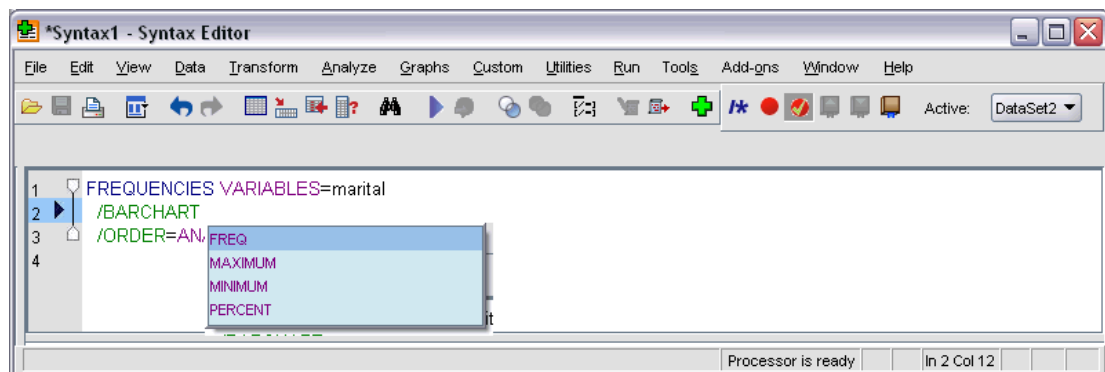 *Syntax1 - Syntax Editor
File Edit View Data Transform Analyze Graphs Custom Utilities Run Tools Add-ons Window Help
Active: DataSet2
1 FREQUENCIES VARIABLES=marital
2 /BARCHART
3 /ORDER=ANA
4
FREQ
MAXIMUM
MINIMUM
PERCENT
it
Processor is ready In 2 Col 12